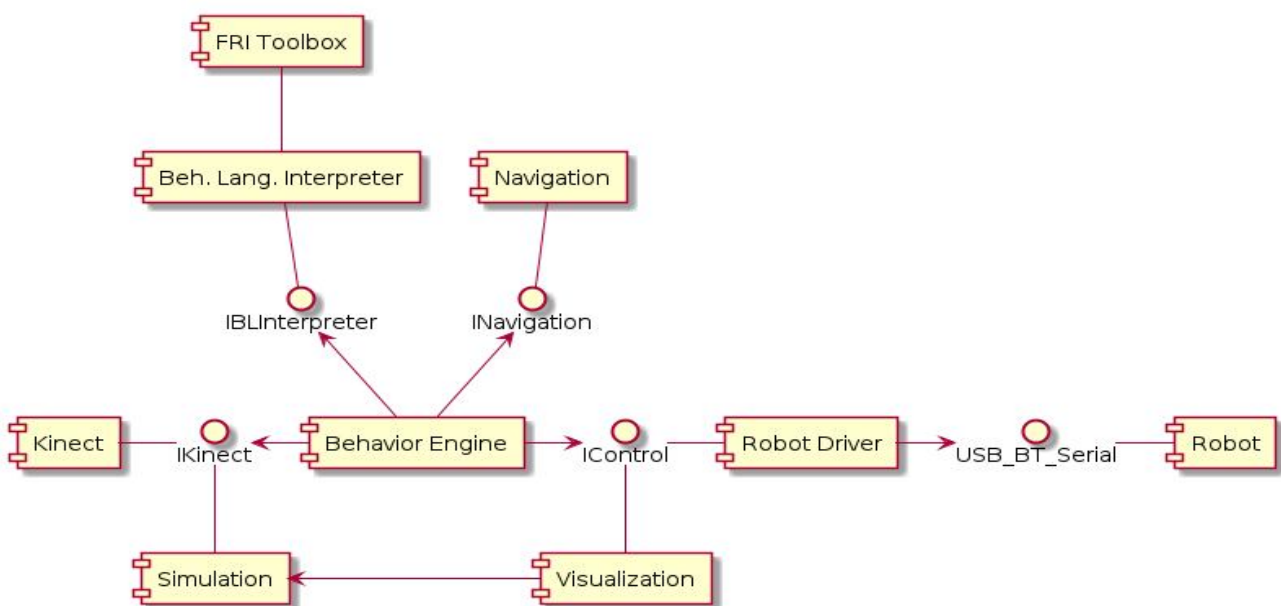 FRI Toolbox
Beh. Lang. Interpreter
Navigation
IBLInterpreter
INavigation
Kinect
IKinect
Behavior Engine
IControl
Robot Driver
USB_BT_Serial
Robot
Simulation
Visualization